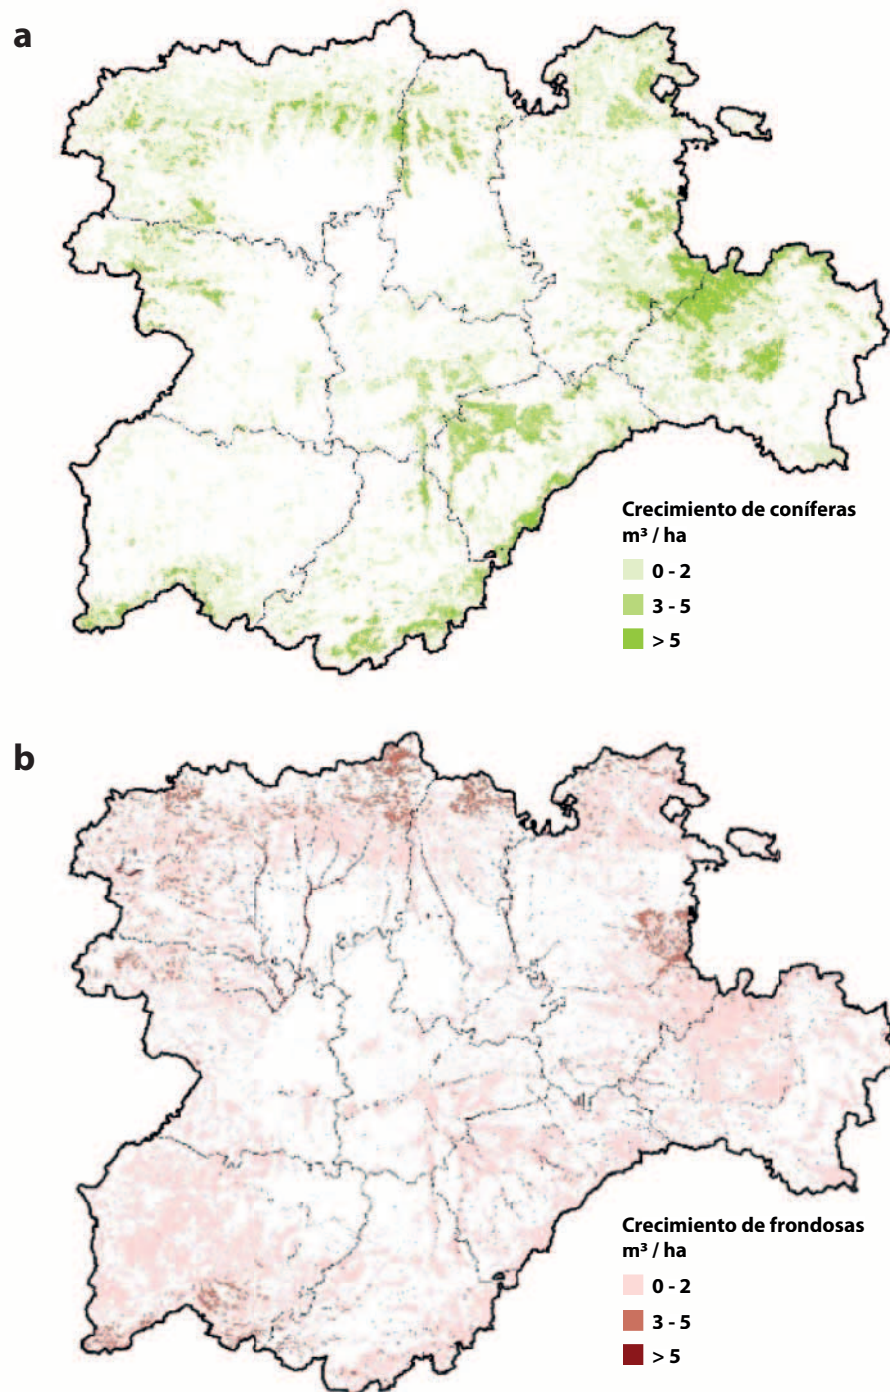 a
Crecimiento de coníferas
m³ / ha
0 - 2
3 - 5
> 5
b
Crecimiento de frondosas
m³ / ha
0 - 2
3 - 5
> 5